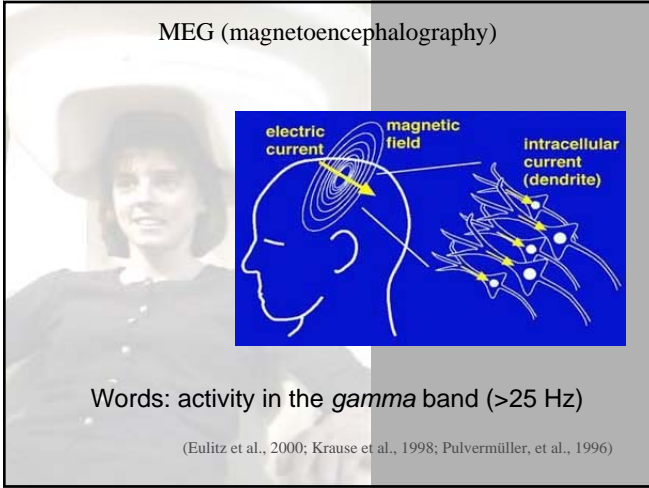 MEG (magnetoencephalography)
electric
current
magnetic
field
intracellular
current
(dendrite)
Words: activity in the gamma band (>25 Hz)
(Eulitz et al., 2000; Krause et al., 1998; Pulvermüller, et al., 1996)